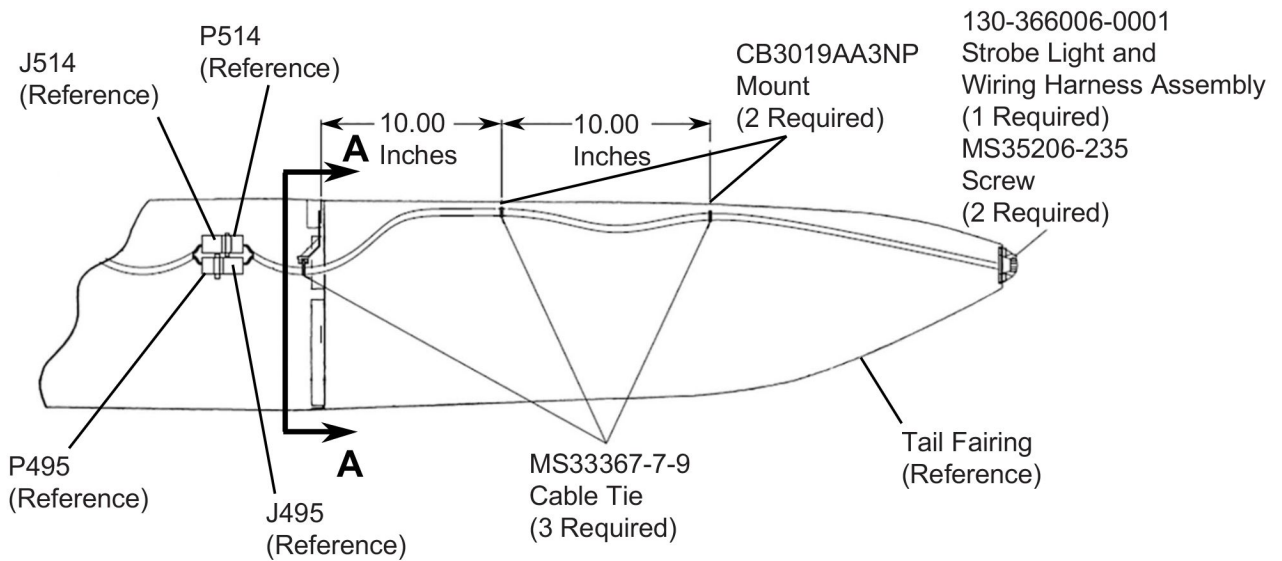 P514
(Reference)
J514
(Reference)
10.00
Inches
10.00
Inches
CB3019AA3NP
Mount
(2 Required)
130-366006-0001
Strobe Light and
Wiring Harness Assembly
(1 Required)
MS35206-235
Screw
(2 Required)
A
A
P495
(Reference)
J495
(Reference)
MS33367-7-9
Cable Tie
(3 Required)
Tail Fairing
(Reference)